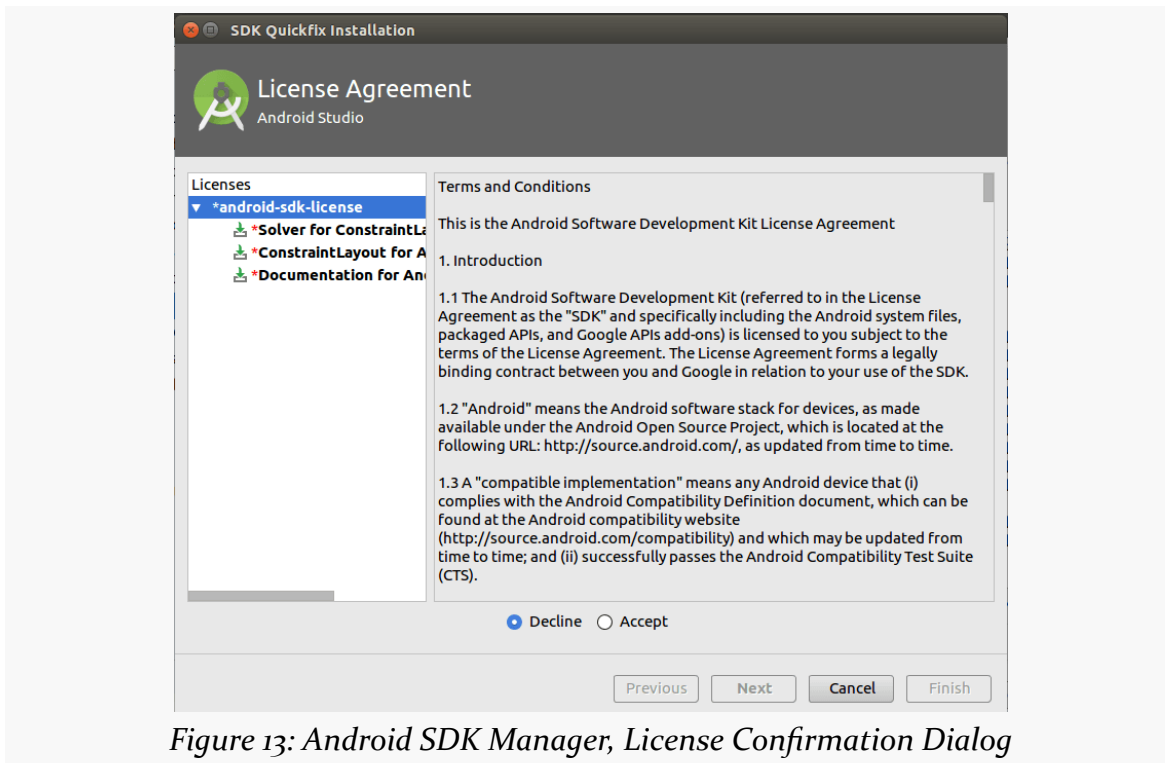 SDK Quickfix Installation
License Agreement
Android Studio
Licenses
*android-sdk-license
*Solver for ConstraintLa
*ConstraintLayout for A
*Documentation for An
Terms and Conditions
This is the Android Software Development Kit License Agreement
1. Introduction
1.1 The Android Software Development Kit (referred to in the License
Agreement as the "SDK" and specifically including the Android system files,
packaged APIs, and Google APIs add-ons) is licensed to you subject to the
terms of the License Agreement. The License Agreement forms a legally
binding contract between you and Google in relation to your use of the SDK.
1.2 "Android" means the Android software stack for devices, as made
available under the Android Open Source Project, which is located at the
following URL: http://source.android.com/, as updated from time to time.
1.3 A "compatible implementation" means any Android device that (i)
complies with the Android Compatibility Definition document, which can be
found at the Android compatibility website
(http://source.android.com/compatibility) and which may be updated from
time to time; and (ii) successfully passes the Android Compatibility Test Suite
(CTS).
Decline Accept
Previous Next Cancel Finish
Figure 13: Android SDK Manager, License Confirmation Dialog